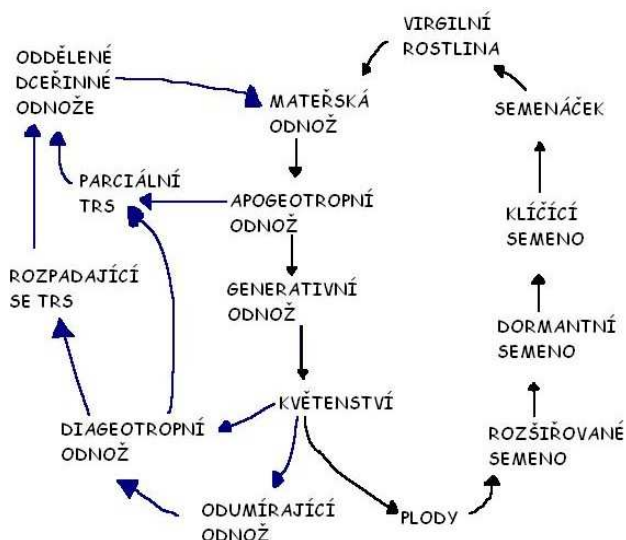 VIRGILNÍ
ROSTLINA
ODDĚLENÉ
DCEŘINNÉ
ODNOŽE
MATEŘSKÁ
ODNOŽ
SEMENÁČEK
PARCIÁLNÍ
TRS
APOGEOTROPNÍ
ODNOŽ
KLÍČÍCÍ
SEMENO
ROZPADAJÍCÍ
SE TRS
GENERATIVNÍ
ODNOŽ
DORMANTNÍ
SEMENO
KVĚTENSTVÍ
DIAGEOTROPNÍ
ODNOŽ
ROZŠIŘOVANÉ
SEMENO
ODUMÍRAJÍCÍ
ODNOŽ
PLODY